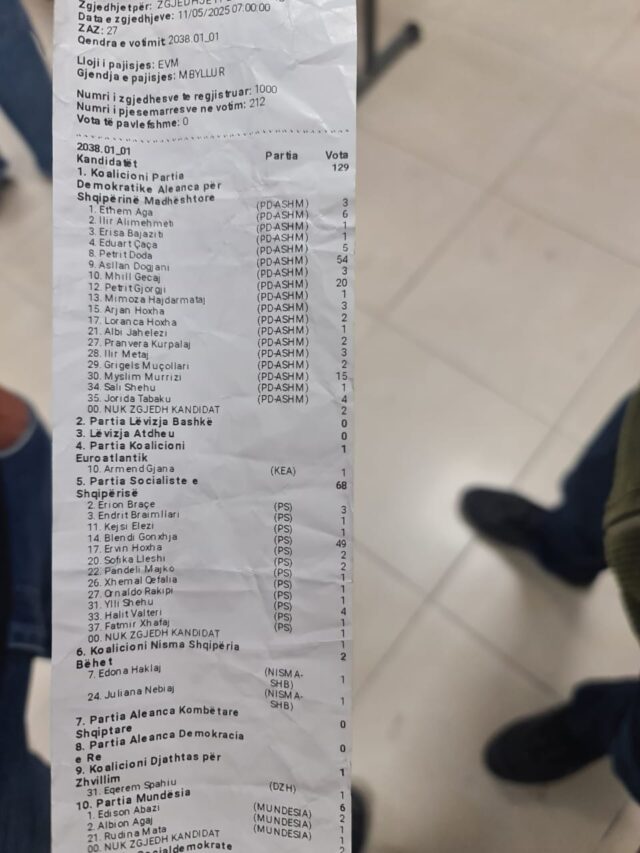 Zgjedhjet për: ZGJEDHJET P
Data e zgjedhjeve: 11/05/2025 07:00:00
ZAZ: 27
Qendra e votimit 2038.01_01
Lloji i pajisjes: EVM
Gjendja e pajisjes: MBYLLUR
Numri i zgjedhesve te regjistruar: 1000
Numri i pjesemarresve ne votim: 212
Vota të pavlefshme: 0
2038.01_01
Kandidatët Partia Vota
1. Koalicioni Partia 129
Demokratike Aleanca për
Shqipërinë Madhështore
1. Ethem Aga (PD-ASHM) 3
2. Ilir Alimehmeti (PD-ASHM) 6
3. Erisa Bajaziti (PD-ASHM) 1
4. Eduart Çaça (PD-ASHM) 1
8. Petrit Doda (PD-ASHM) 5
9. Asllan Dogjani (PD-ASHM) 54
10. Mhill Gecaj (PD-ASHM) 3
12. Petrit Gjorgji (PD-ASHM) 20
13. Mimoza Hajdarmataj (PD-ASHM) 1
15. Arjan Hoxha (PD-ASHM) 3
17. Loranca Hoxha (PD-ASHM) 2
21. Albi Jahelezi (PD-ASHM) 1
27. Pranvera Kurpalaj (PD-ASHM) 2
28. Ilir Metaj (PD-ASHM) 3
29. Grigels Muçollari (PD-ASHM) 2
30. Myslim Murrizi (PD-ASHM) 15
34. Sali Shehu (PD-ASHM) 1
35. Jorida Tabaku (PD-ASHM) 4
00. NUK ZGJEDH KANDIDAT 2
2. Partia Lëvizja Bashkë 0
3. Lëvizja Atdheu 0
4. Partia Koalicioni 1
Euroatlantik
10. Armend Gjana (KEA) 1
5. Partia Socialiste e 68
Shqipërisë
2. Erion Braçe (PS) 3
3. Endrit Braimllari (PS) 1
11. Kejsi Elezi (PS) 1
14. Blendi Gonxhja (PS) 49
17. Ervin Hoxha (PS) 2
20. Sofika Lleshi (PS) 2
22. Pandeli Majko (PS) 1
26. Xhemal Qefalia (PS) 1
27. Ornaldo Rakipi (PS) 1
31. Ylli Shehu (PS) 4
33. Halit Valteri (PS) 1
37. Fatmir Xhafaj (PS) 1
00. NUK ZGJEDH KANDIDAT 1
6. Koalicioni Nisma Shqipëria 2
Bëhet
7. Edona Haklaj (NISMA-SHB) 1
24. Juliana Nebiaj (NISMA-SHB) 1
7. Partia Aleanca Kombëtare 0
Shqiptare
8. Partia Aleanca Demokracia 0
e Re
9. Koalicioni Djathtas për 1
Zhvillim
31. Eqerem Spahiu (DZH) 1
10. Partia Mundësia 6
1. Edison Abazi (MUNDESIA) 2
2. Albion Agaj (MUNDESIA) 1
21. Rudina Mata (MUNDESIA) 1
00. NUK ZGJEDH KANDIDAT 2
Socialdemokrate